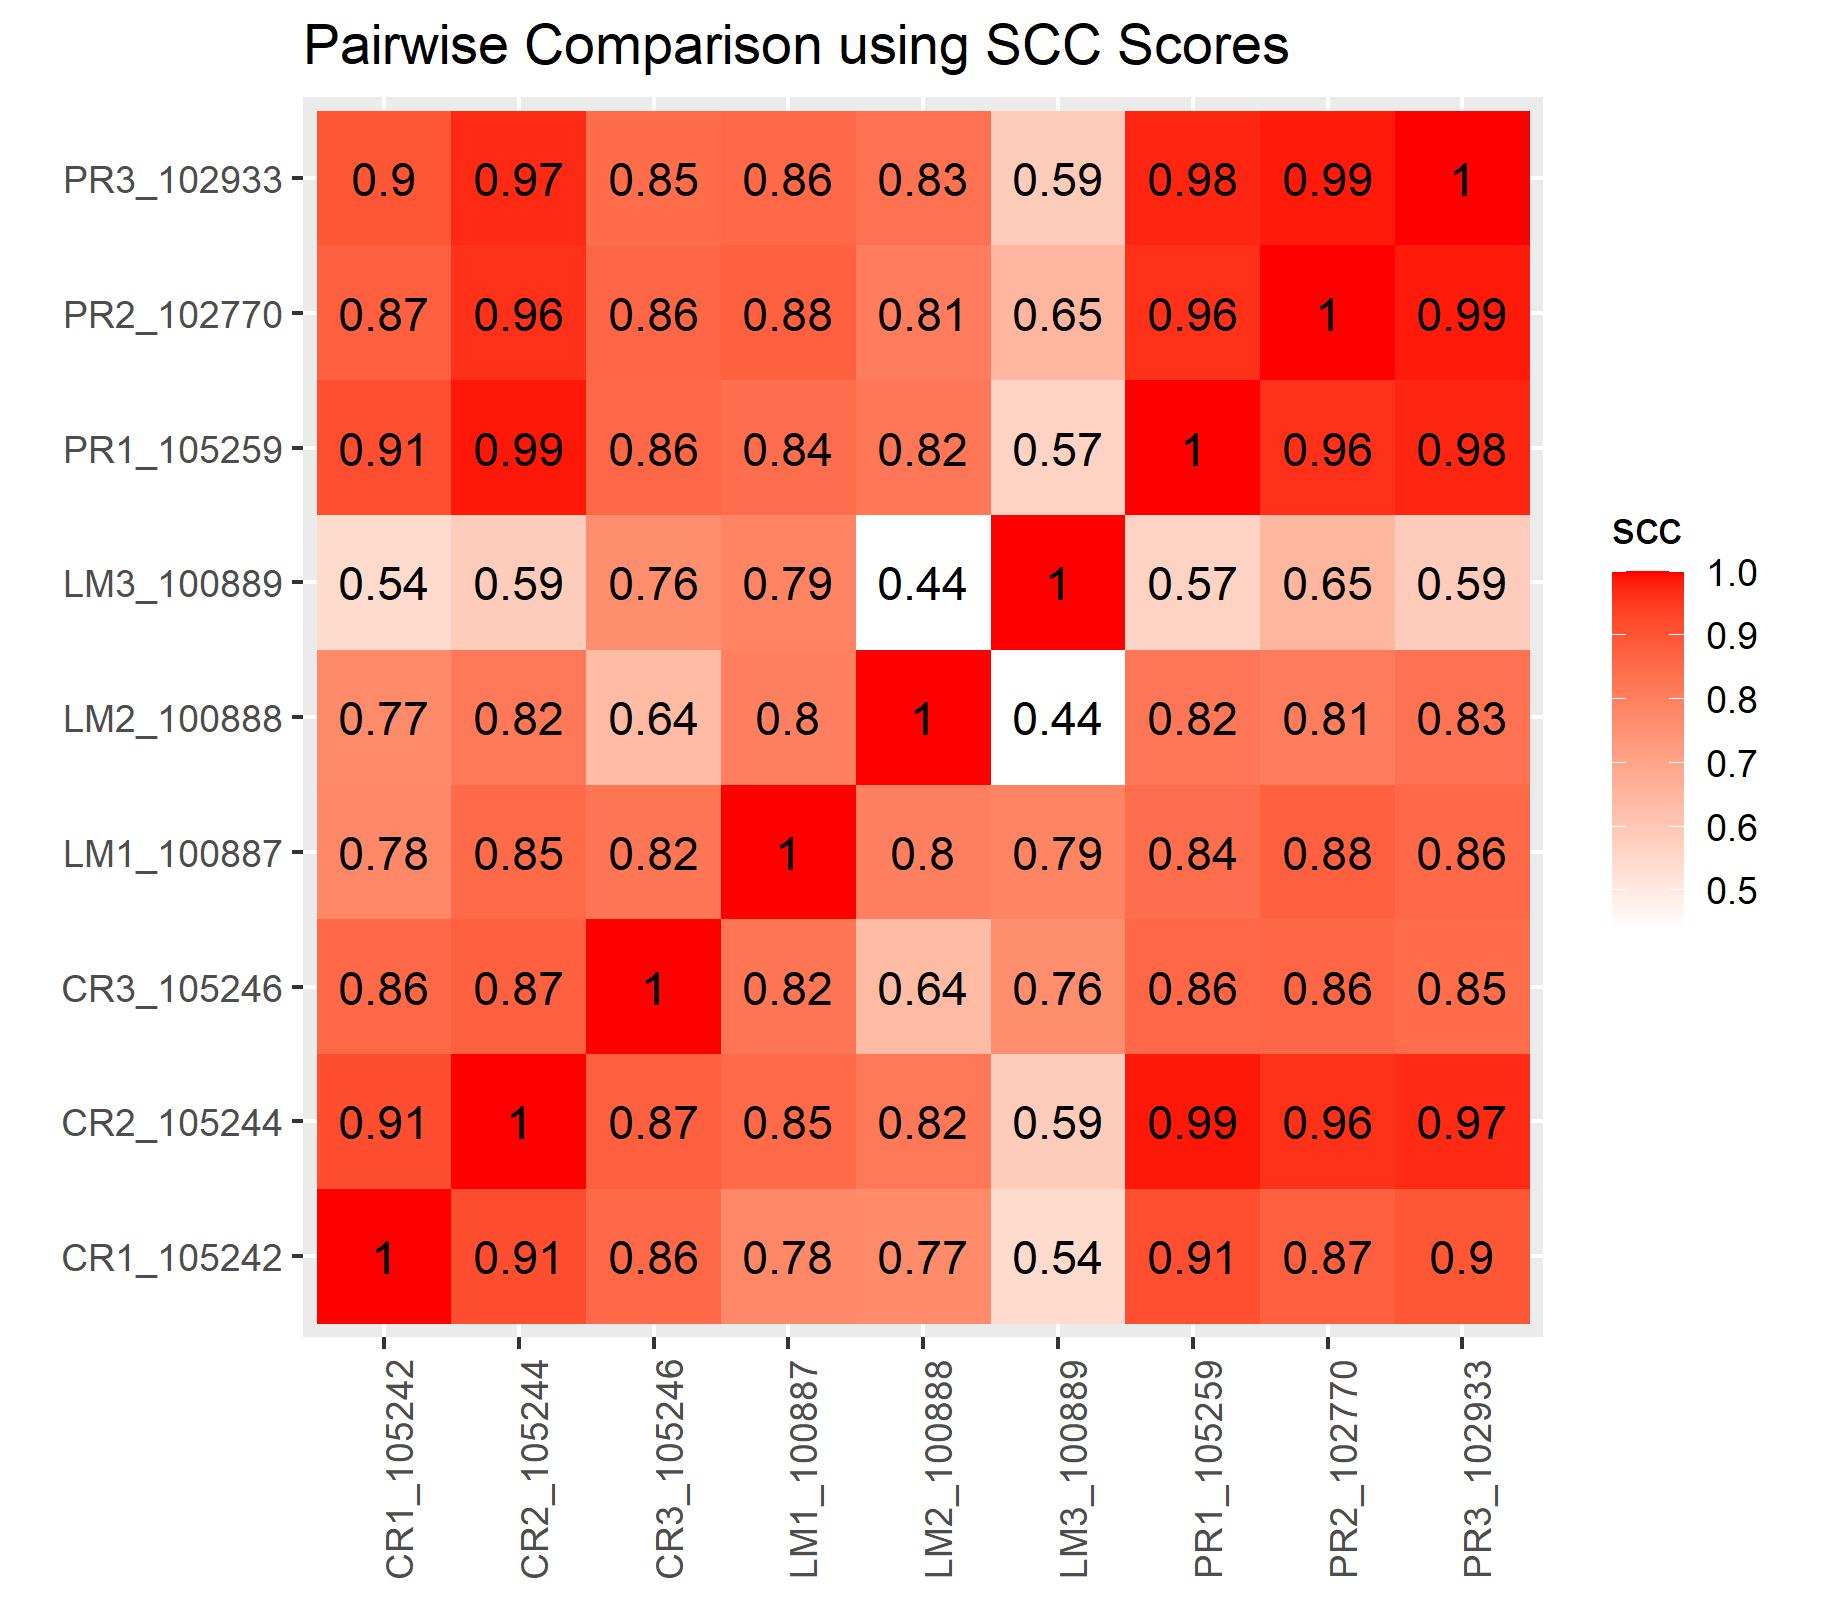 Pairwise Comparison using SCC Scores
PR3_102933 0.9 0.97 0.85 0.86 0.83 0.59 0.98 0.99 1
PR2_102770 0.87 0.96 0.86 0.88 0.81 0.65 0.96 1 0.99
PR1_105259 0.91 0.99 0.86 0.84 0.82 0.57 1 0.96 0.98
LM3_100889 0.54 0.59 0.76 0.79 0.44 1 0.57 0.65 0.59
LM2_100888 0.77 0.82 0.64 0.8 1 0.44 0.82 0.81 0.83
LM1_100887 0.78 0.85 0.82 1 0.8 0.79 0.84 0.88 0.86
CR3_105246 0.86 0.87 1 0.82 0.64 0.76 0.86 0.86 0.85
CR2_105244 0.91 1 0.87 0.85 0.82 0.59 0.99 0.96 0.97
CR1_105242 1 0.91 0.86 0.78 0.77 0.54 0.91 0.87 0.9
CR1_105242
CR2_105244
CR3_105246
LM1_100887
LM2_100888
LM3_100889
PR1_105259
PR2_102770
PR3_102933
scc
1.0
0.9
0.8
0.7
0.6
0.5